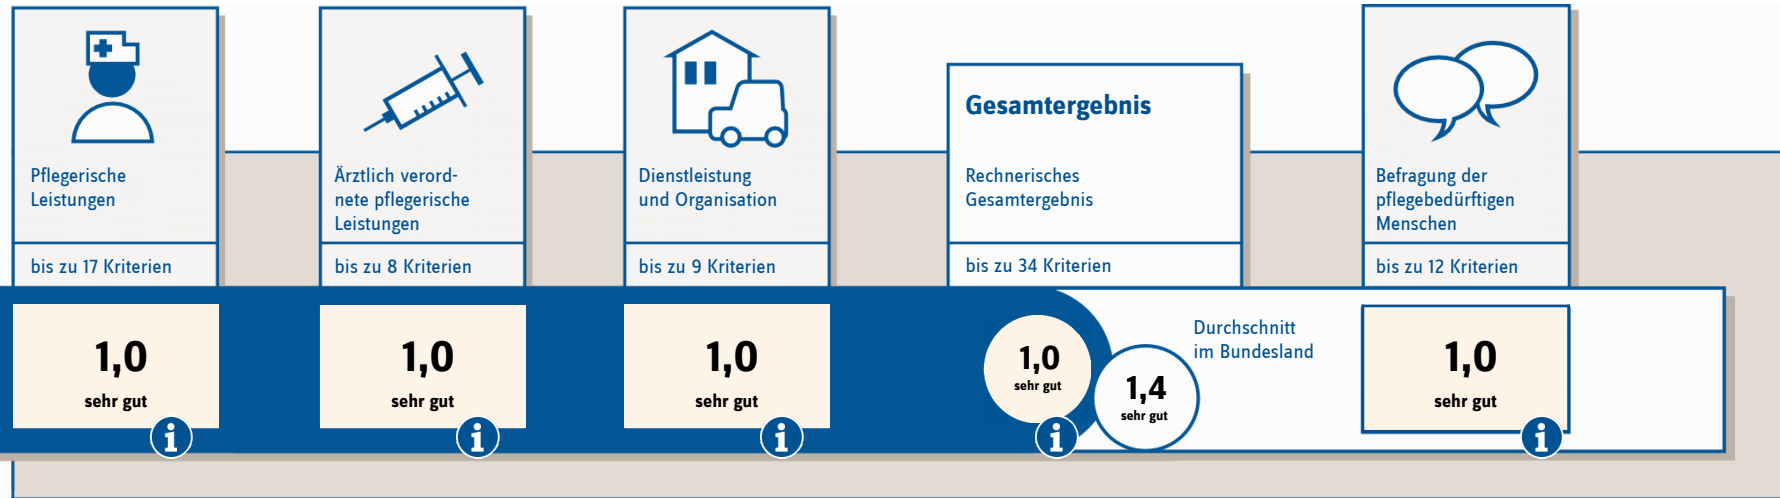 Pflegerische
Leistungen
bis zu 17 Kriterien
1,0
sehr gut
i
Ärztlich verord-
nete pflegerische
Leistungen
bis zu 8 Kriterien
1,0
sehr gut
i
Dienstleistung
und Organisation
bis zu 9 Kriterien
1,0
sehr gut
i
Gesamtergebnis
Rechnerisches
Gesamtergebnis
bis zu 34 Kriterien
1,0
sehr gut
i
Durchschnitt
im Bundesland
1,4
sehr gut
Befragung der
pflegebedürftigen
Menschen
bis zu 12 Kriterien
1,0
sehr gut
i